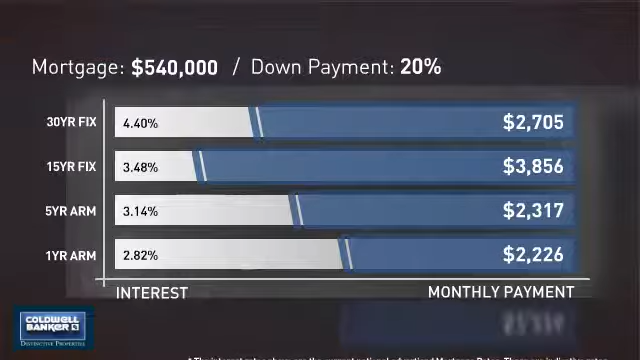 Mortgage: $540,000 / Down Payment: 20%
30YR FIX 4.40% $2,705
15YR FIX 3.48% $3,856
5YR ARM 3.14% $2,317
1YR ARM 2.82% $2,226
INTEREST MONTHLY PAYMENT
COLDWELL
BANKER
DISTINCTIVE PROPERTIES